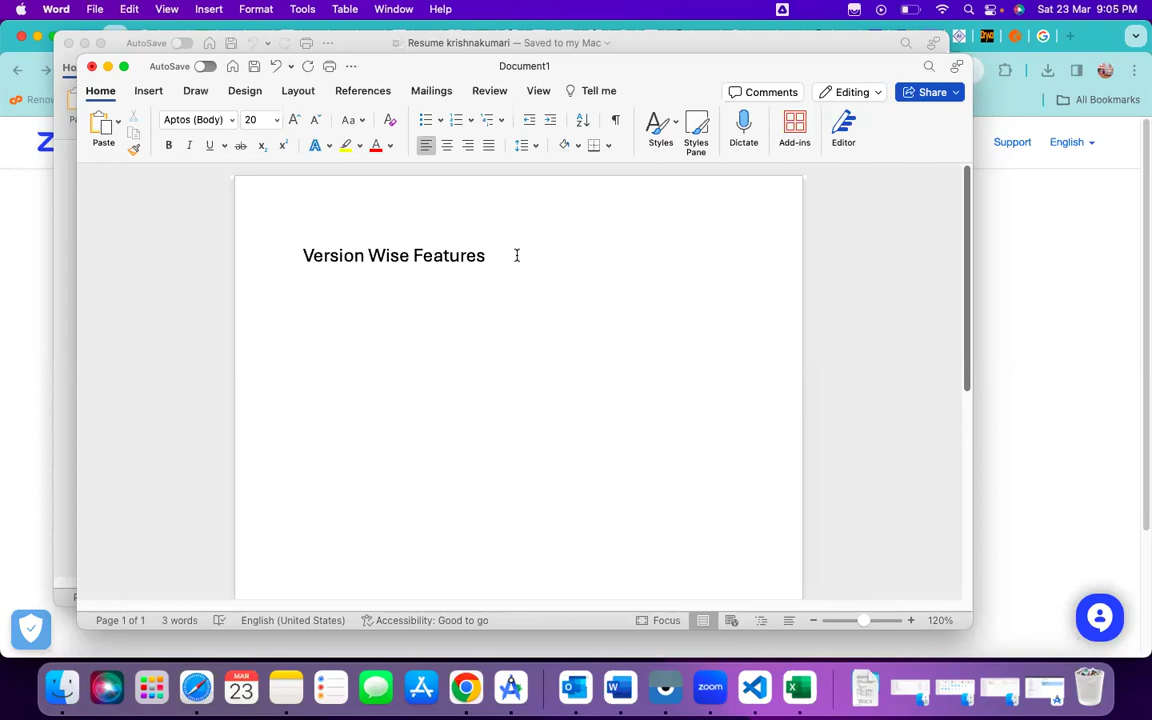 Word File Edit View Insert Format Tools Table Window Help Sat 23 Mar 9:05 PM
AutoSave Resume krishnakumari — Saved to my Mac
AutoSave Document1
Home Insert Draw Design Layout References Mailings Review View Tell me Comments Editing Share
All Bookmarks
Aptos (Body) 20 Aa
Paste Styles Styles Pane Dictate Add-ins Editor
Support English
Version Wise Features
Page 1 of 1 3 words English (United States) Accessibility: Good to go Focus 120%
MAR
23
zoom